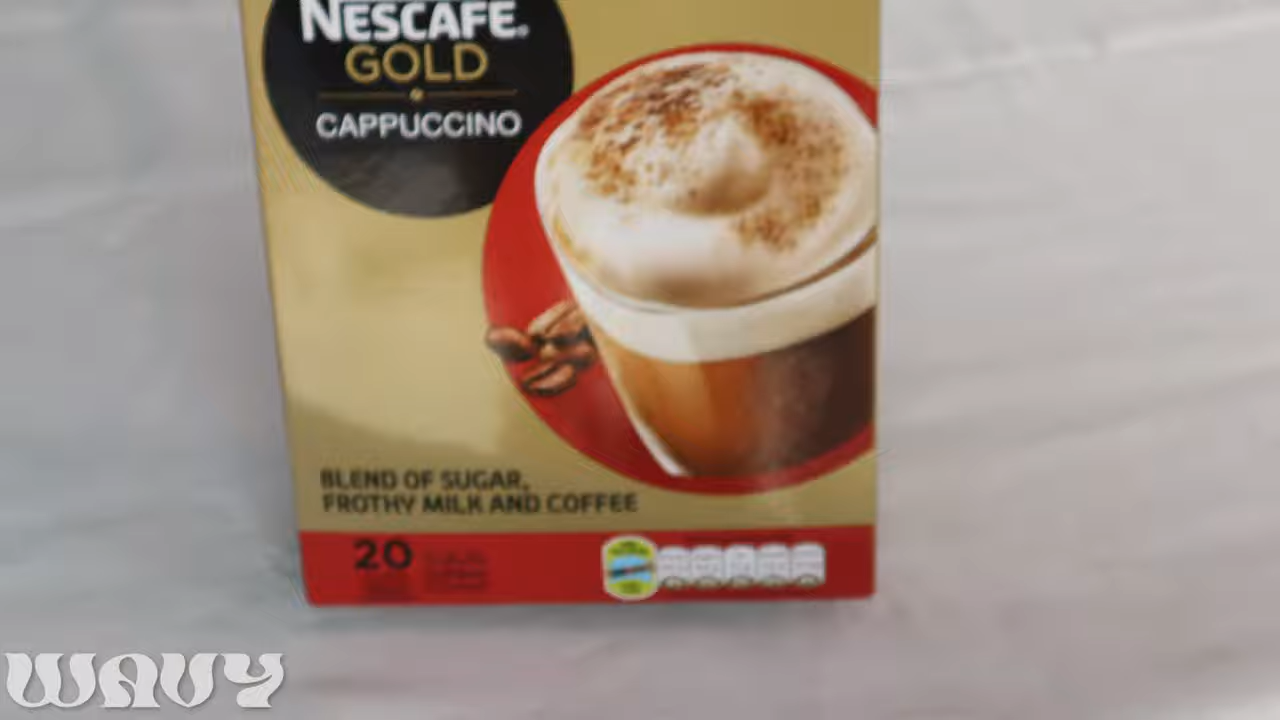 NESCAFE
GOLD
CAPPUCCINO
BLEND OF SUGAR,
FROTHY MILK AND COFFEE
20
WAVY